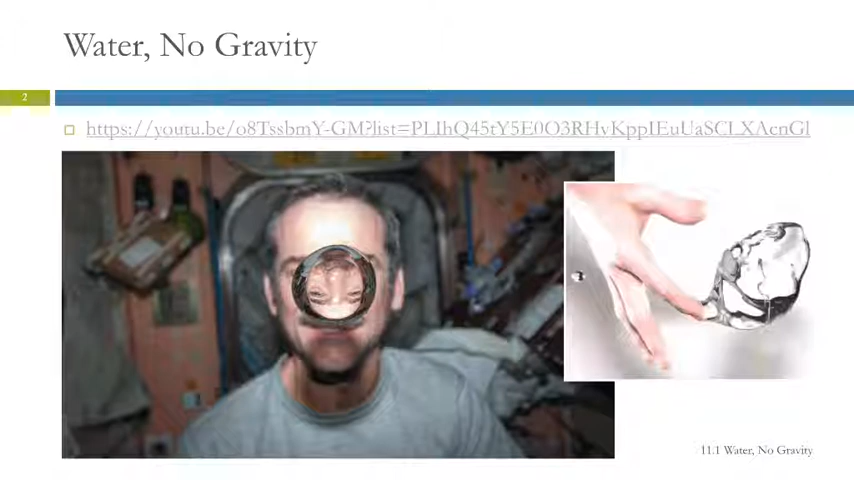 Water, No Gravity
2
https://youtu.be/o8TssbmY-GM?list=PLIhQ45tY5E0O3RHvKppIEuUaSCLXAcnGl
11.1 Water, No Gravity